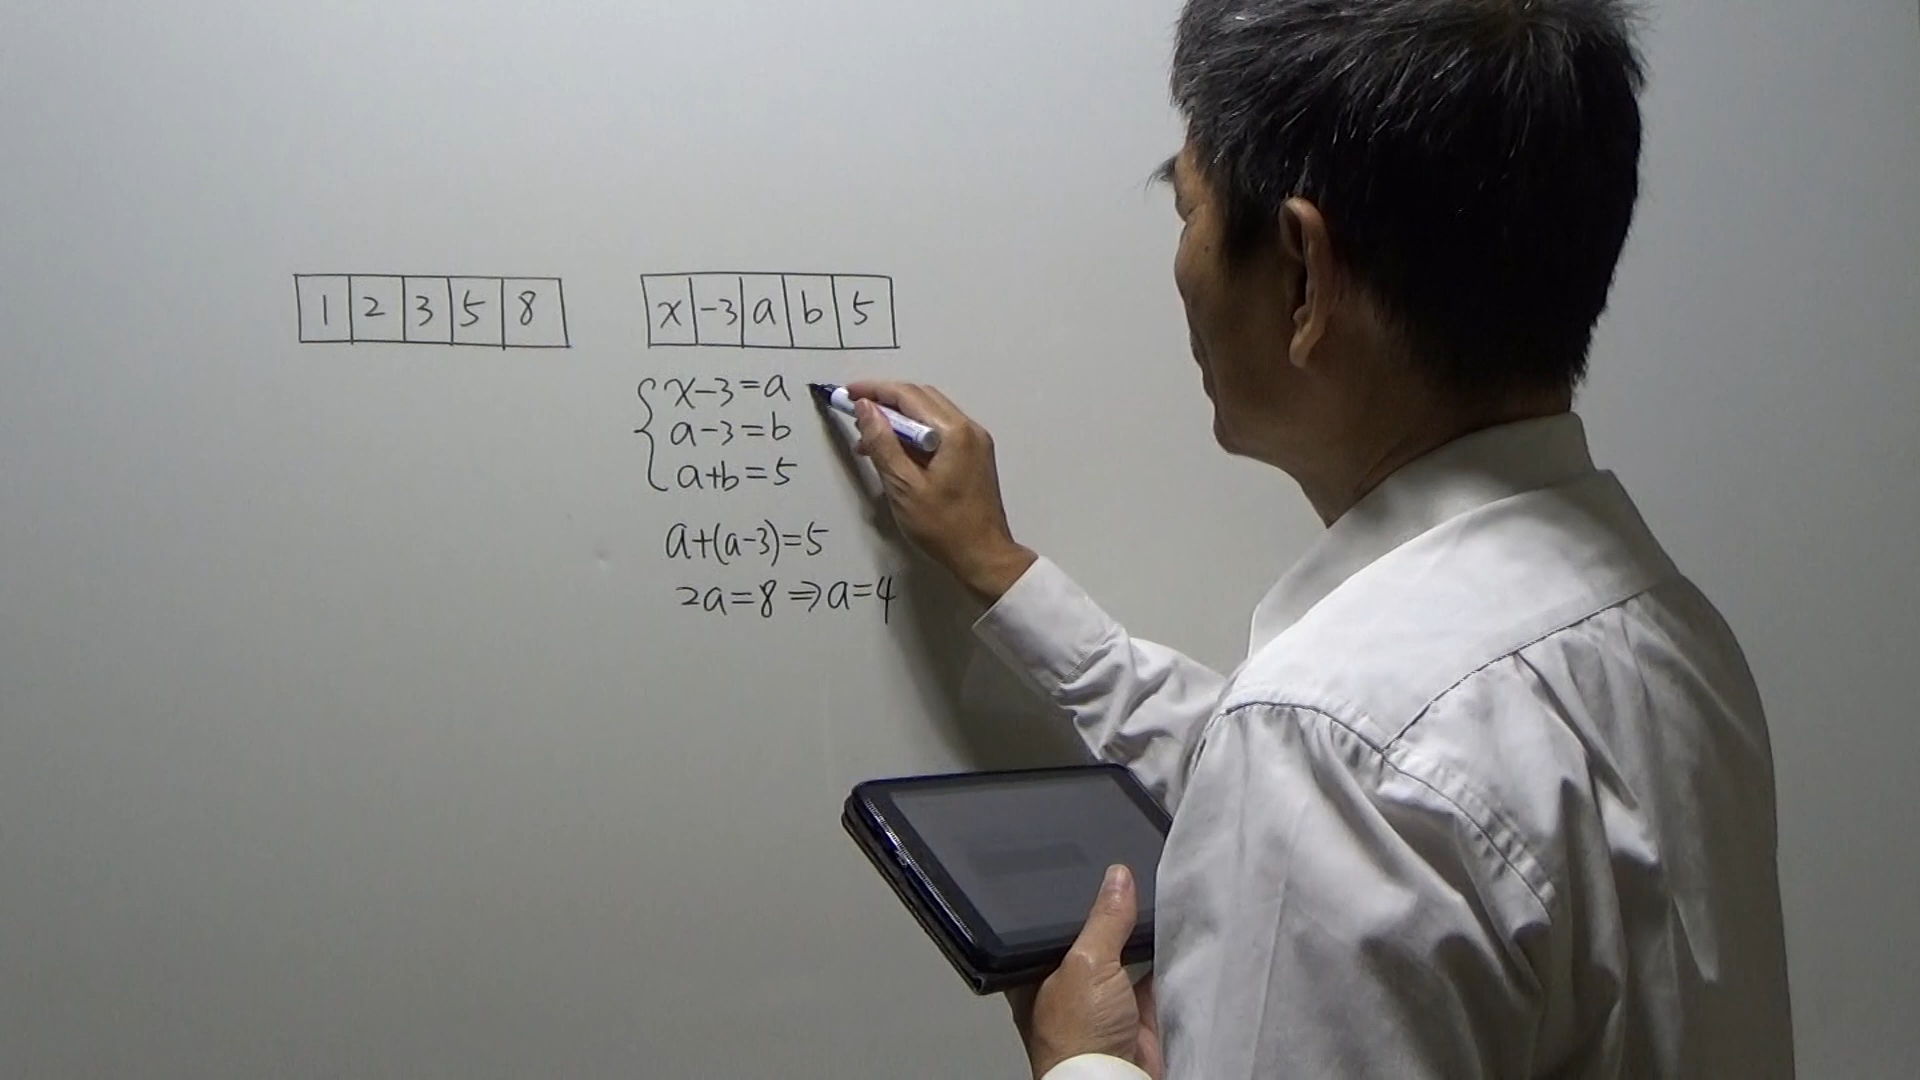 1 2 3 5 8
x -3 a b 5
x-3=a
a-3=b
a+b=5
a+(a-3)=5
2a=8⇒a=4